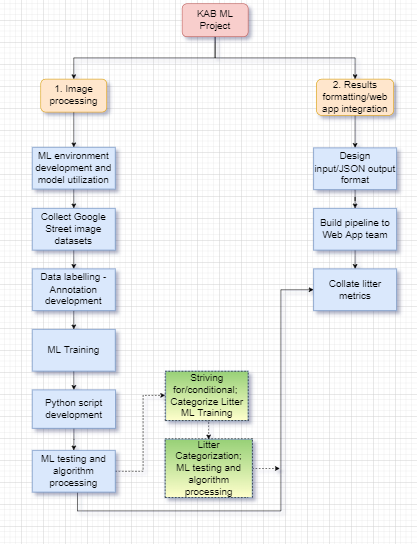 KAB ML
Project
1. Image
processing
2. Results
formatting/web
app integration
ML environment
development and
model utilization
Design
input/JSON output
format
Collect Google
Street image
datasets
Build pipeline to
Web App team
Data labelling -
Annotation
development
Collate litter
metrics
ML Training
Striving
for/conditional;
Categorize Litter
ML Training
Python script
development
Litter
Categorization;
ML testing and
algorithm
processing
ML testing and
algorithm
processing